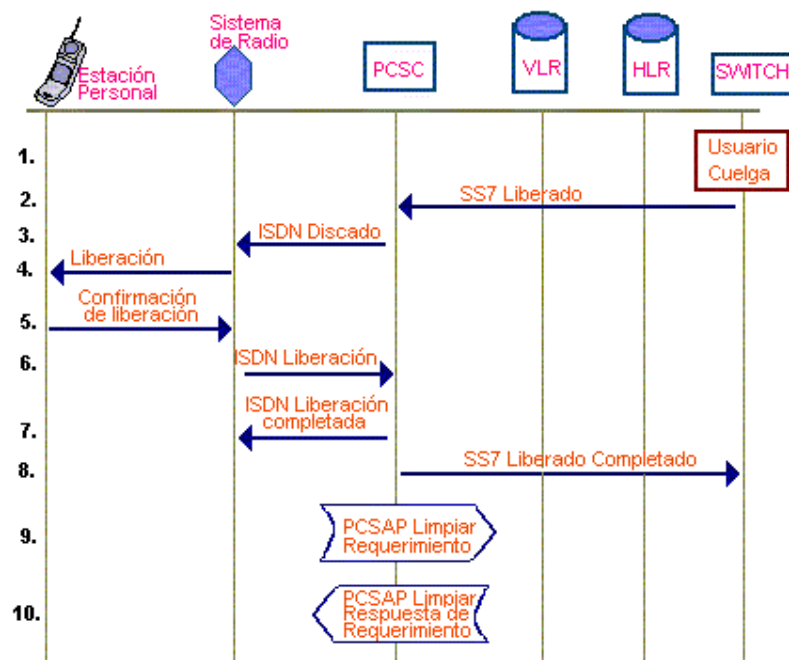 Sistema
de Radio
Estación
Personal
PCSC
VLR
HLR
SWITCH
1.
Usuario
Cuelga
2.
SS7 Liberado
3.
ISDN Discado
4.
Liberación
5.
Confirmación
de liberación
6.
ISDN Liberación
7.
ISDN Liberación
completada
8.
SS7 Liberado Completado
9.
PCSAP Limpiar
Requerimiento
10.
PCSAP Limpiar
Respuesta de
Requerimiento